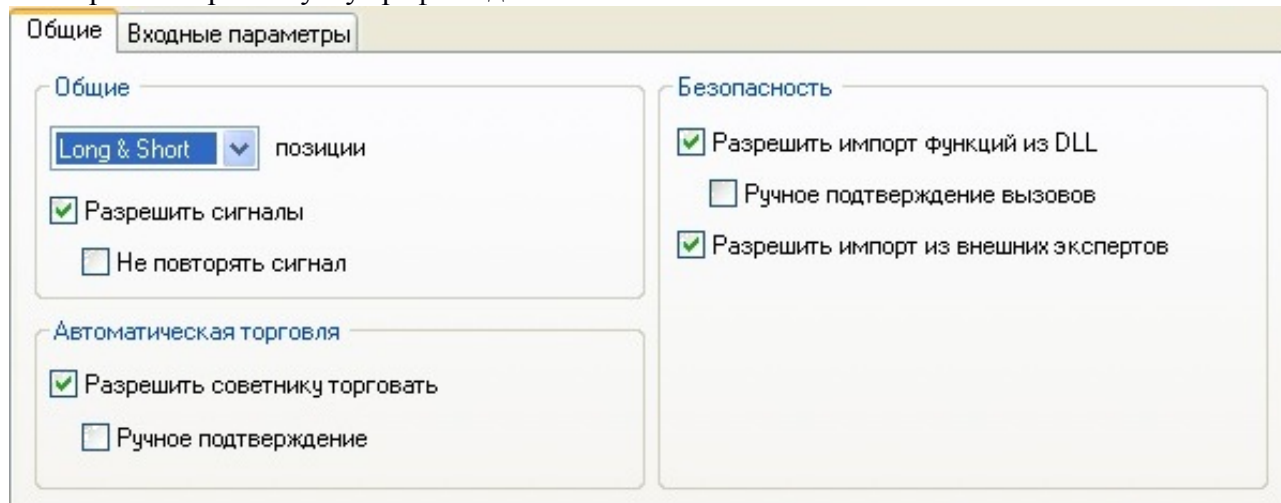 Общие
Входные параметры
Общие
Long & Short позиции
Разрешить сигналы
Не повторять сигнал
Автоматическая торговля
Разрешить советнику торговать
Ручное подтверждение
Безопасность
Разрешить импорт функций из DLL
Ручное подтверждение вызовов
Разрешить импорт из внешних экспертов